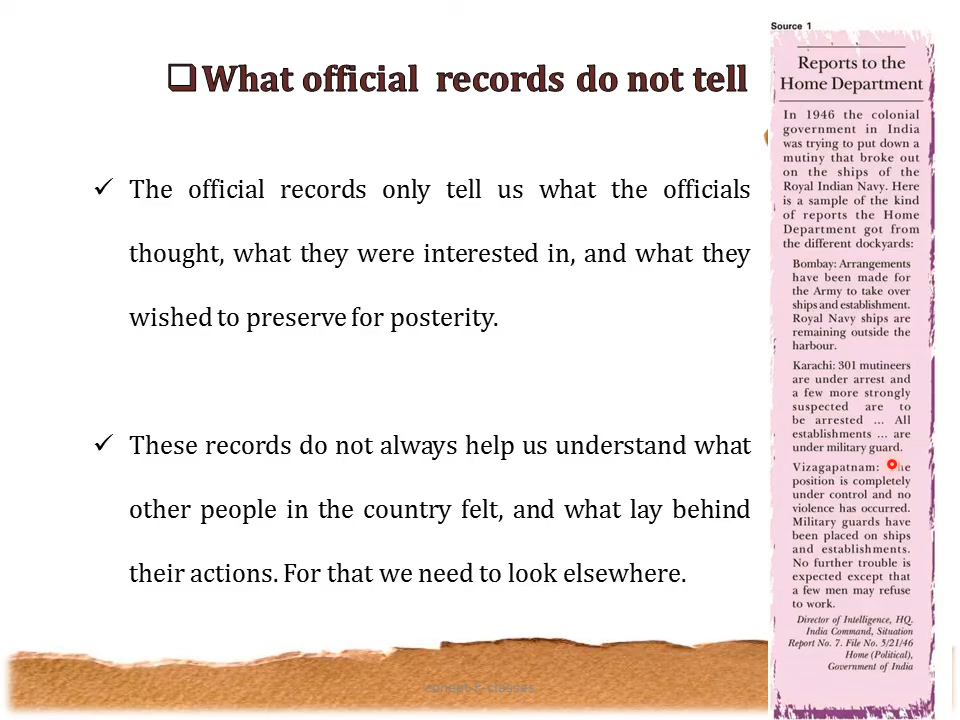 What official records do not tell
The official records only tell us what the officials
thought, what they were interested in, and what they
wished to preserve for posterity.
These records do not always help us understand what
other people in the country felt, and what lay behind
their actions. For that we need to look elsewhere.
Source 1
Reports to the
Home Department
In 1946 the colonial
government in India
was trying to put down a
mutiny that broke out
on the ships of the
Royal Indian Navy. Here
is a sample of the kind
of reports the Home
Department got from
the different dockyards:
Bombay: Arrangements
have been made for
the Army to take over
ships and establishment.
Royal Navy ships are
remaining outside the
harbour.
Karachi: 301 mutineers
are under arrest and
a few more strongly
suspected are to
be arrested ... All
establishments ... are
under military guard.
Vizagapatnam: The
position is completely
under control and no
violence has occurred.
Military guards have
been placed on ships
and establishments.
No further trouble is
expected except that
a few men may refuse
to work.
Director of Intelligence, HQ.
India Command, Situation
Report No. 7. File No. 5/21/46
Home (Political),
Government of India